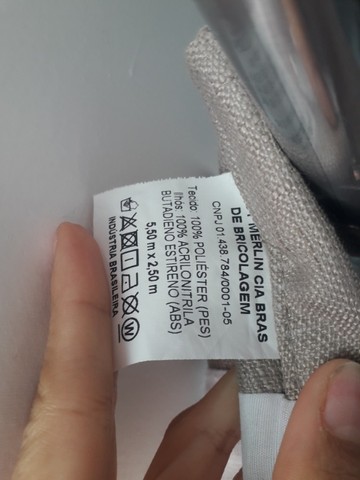 MERLIN CIA BRAS
DE BRICOLAGEM
CNPJ 01.438.784/0001-05
Tecido 100% POLIÉSTER (PES)
Ilhós 100% ACRILONITRILA
BUTADIENO ESTIRENO (ABS)
5,50 m x 2,50 m
W
INDÚSTRIA BRASILEIRA